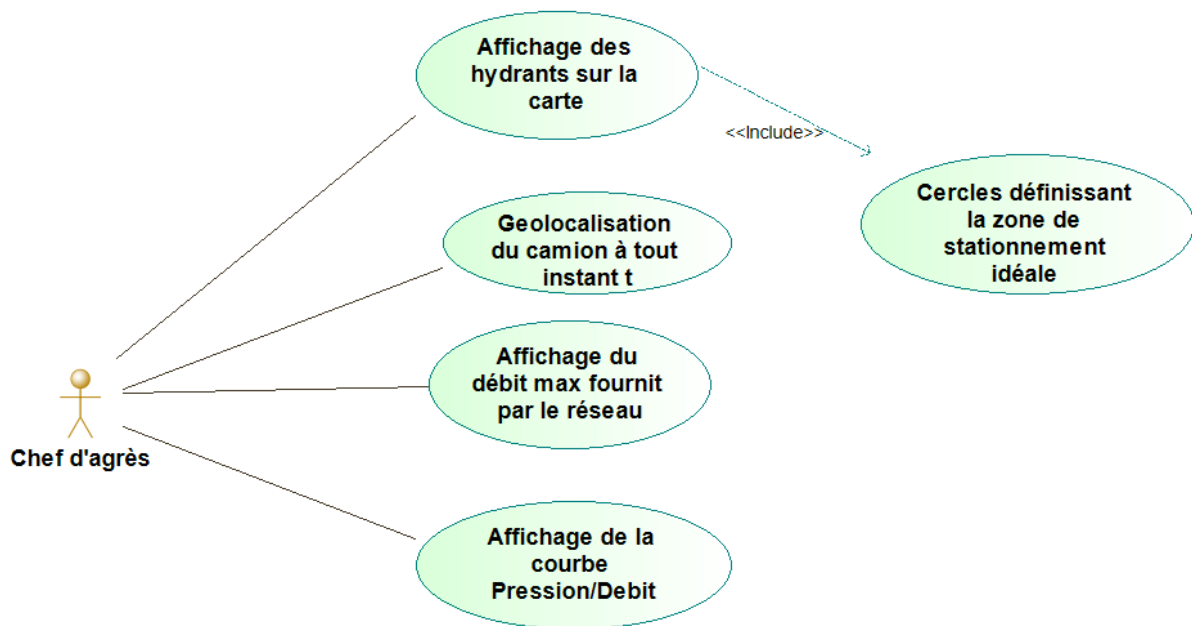 Affichage des
hydrants sur la
carte
<<Include>>
Cercles définissant
la zone de
stationnement
idéale
Geolocalisation
du camion à tout
instant t
Affichage du
débit max fournit
par le réseau
Chef d'agrès
Affichage de la
courbe
Pression/Debit